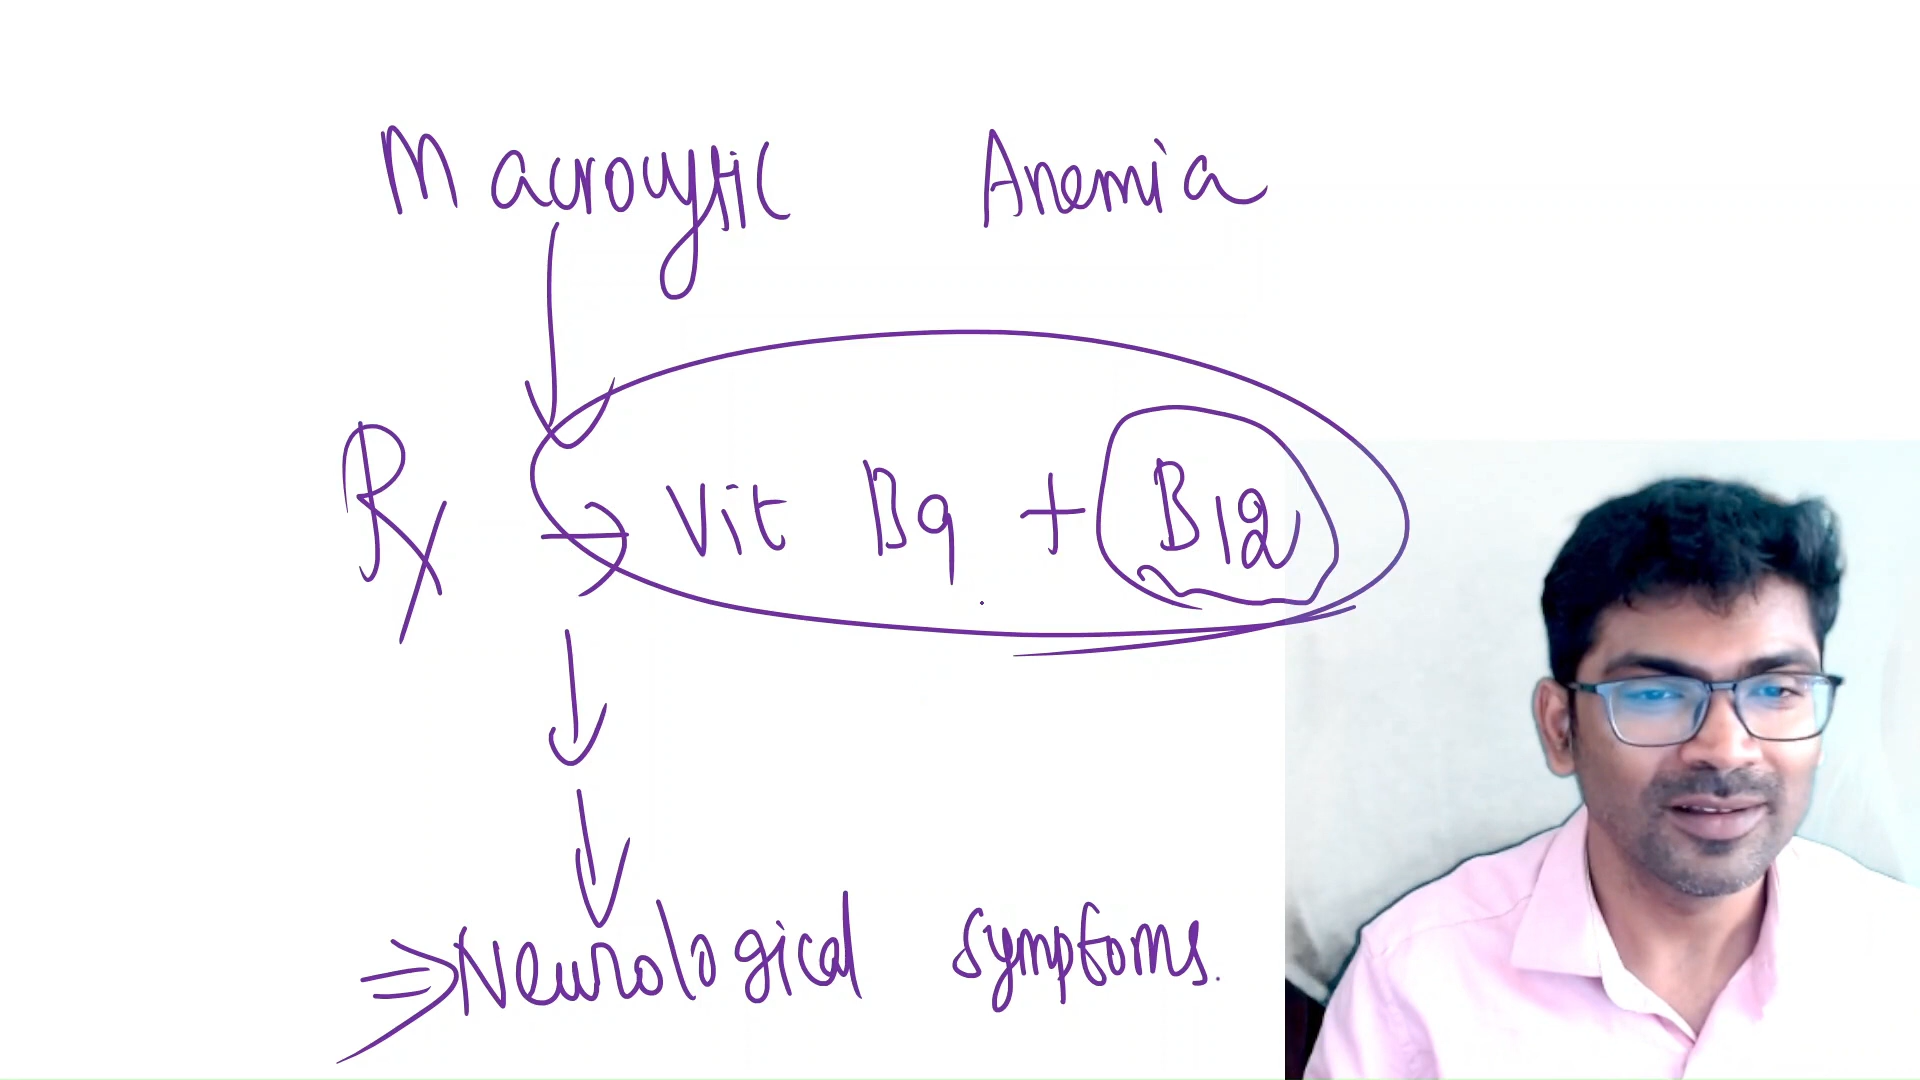 Macrocytic Anemia
Rx → Vit B9 + B12
⇒ Neurological symptoms.